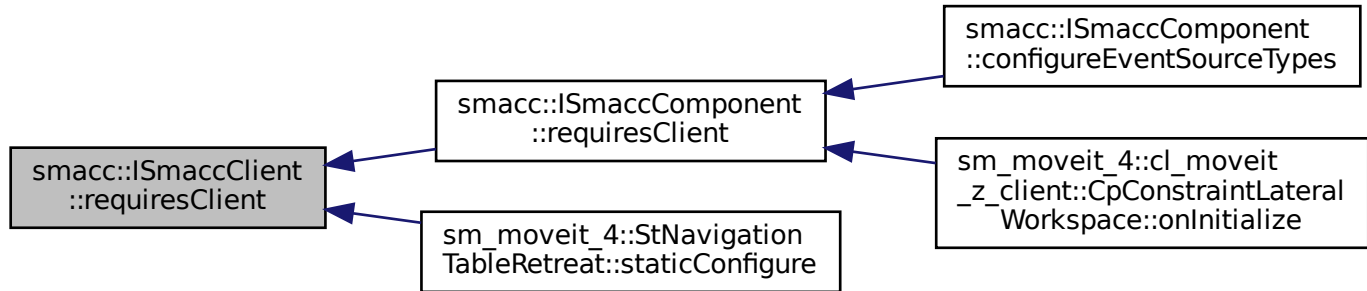 smacc::ISmaccClient
::requiresClient
smacc::ISmaccComponent
::requiresClient
smacc::ISmaccComponent
::configureEventSourceTypes
sm_moveit_4::cl_moveit
_z_client::CpConstraintLateral
Workspace::onInitialize
sm_moveit_4::StNavigation
TableRetreat::staticConfigure